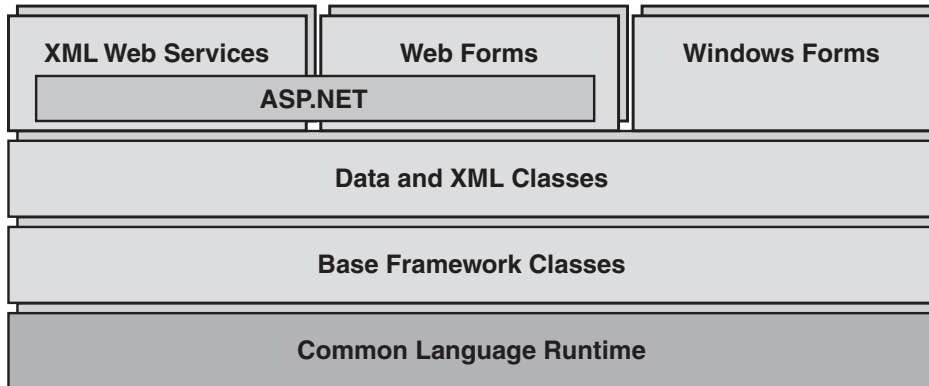 XML Web Services
Web Forms
Windows Forms
ASP.NET
Data and XML Classes
Base Framework Classes
Common Language Runtime